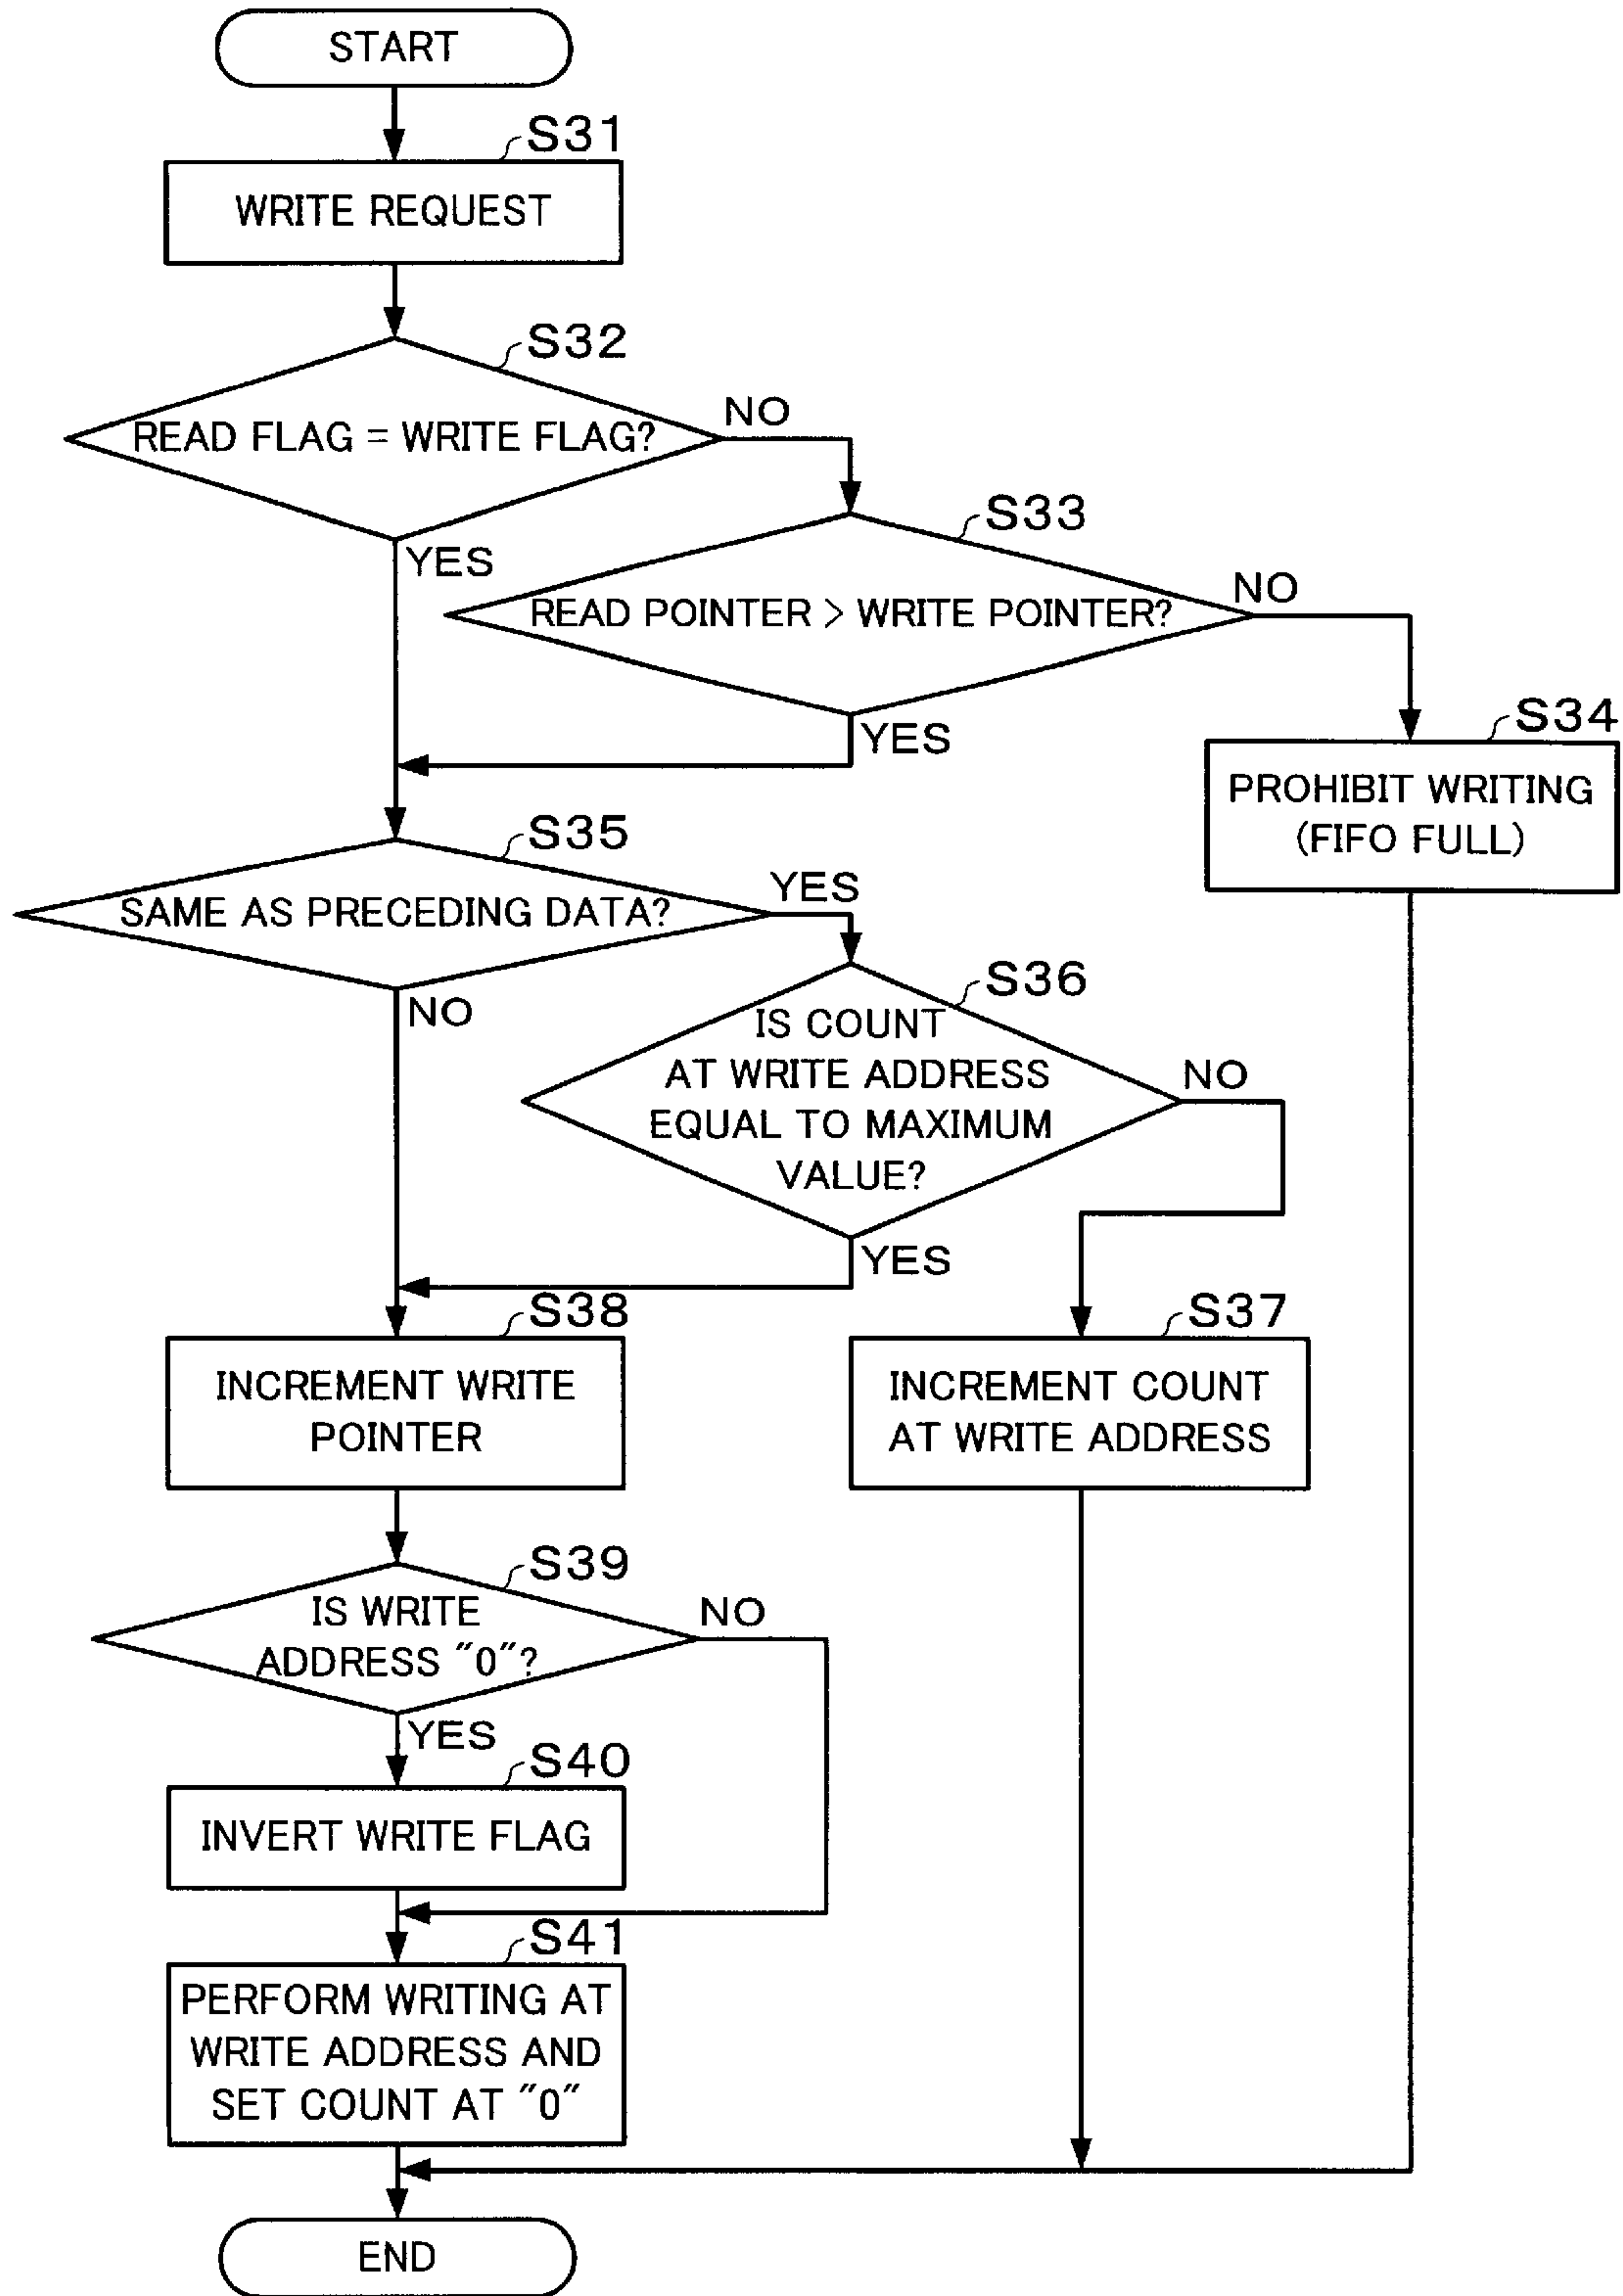 START
S31
WRITE REQUEST
S32
READ FLAG = WRITE FLAG?
NO
YES
S33
READ POINTER > WRITE POINTER?
NO
YES
S34
PROHIBIT WRITING
(FIFO FULL)
S35
SAME AS PRECEDING DATA?
YES
NO
S36
IS COUNT
AT WRITE ADDRESS
EQUAL TO MAXIMUM
VALUE?
NO
YES
S38
INCREMENT WRITE
POINTER
S37
INCREMENT COUNT
AT WRITE ADDRESS
S39
IS WRITE
ADDRESS "0"?
NO
YES
S40
INVERT WRITE FLAG
S41
PERFORM WRITING AT
WRITE ADDRESS AND
SET COUNT AT "0"
END